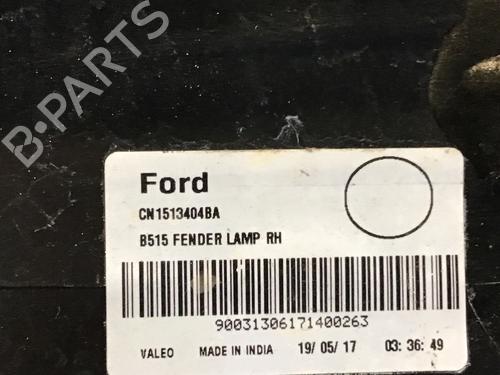 B-PARTS
Ford
CN1513404BA
B515 FENDER LAMP RH
90031306171400263
VALEO MADE IN INDIA 19/ 05/ 17 03: 36: 49